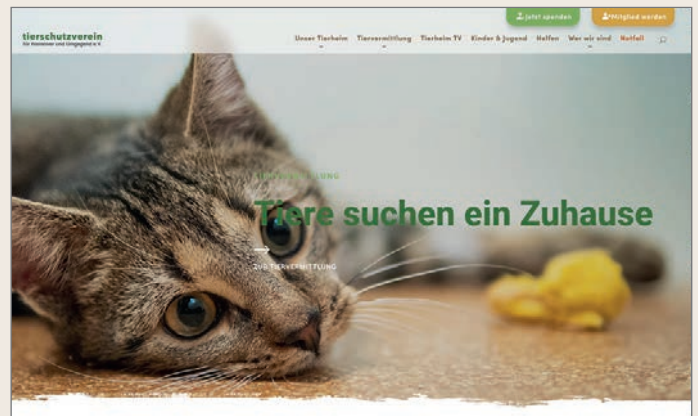 Jetzt spenden
Mitglied werden
tierschutzverein
für Hannover und Umgegend e.V.
Unser Tierheim Tiervermittlung Tierheim TV Kinder & Jugend Helfen Wer wir sind Notfall
TIERVERMITTLUNG
Tiere suchen ein Zuhause
ZUR TIERVERMITTLUNG